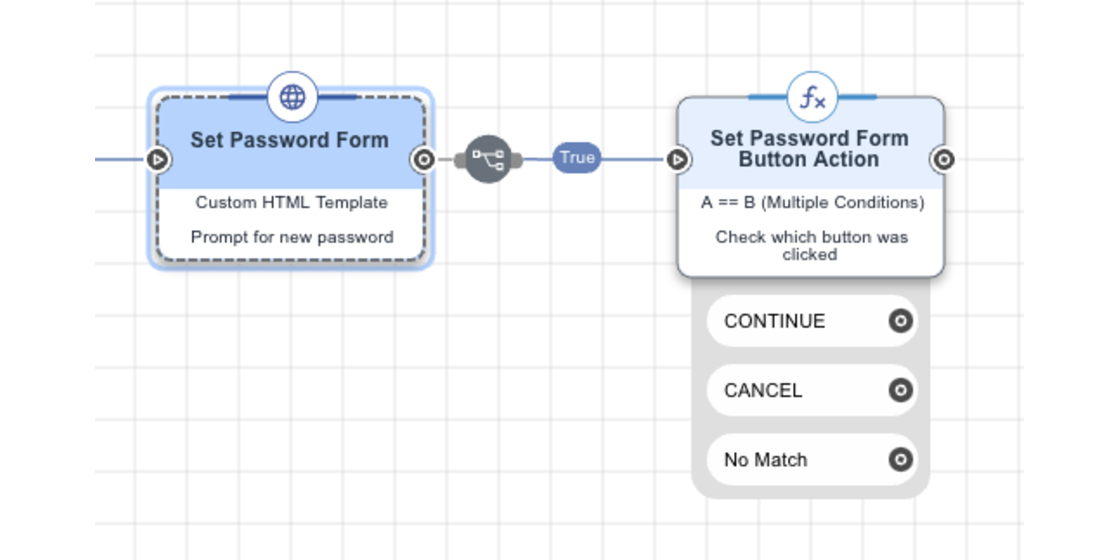 Set Password Form
Custom HTML Template
Prompt for new password
True
fx
Set Password Form
Button Action
A == B (Multiple Conditions)
Check which button was
clicked
CONTINUE
CANCEL
No Match